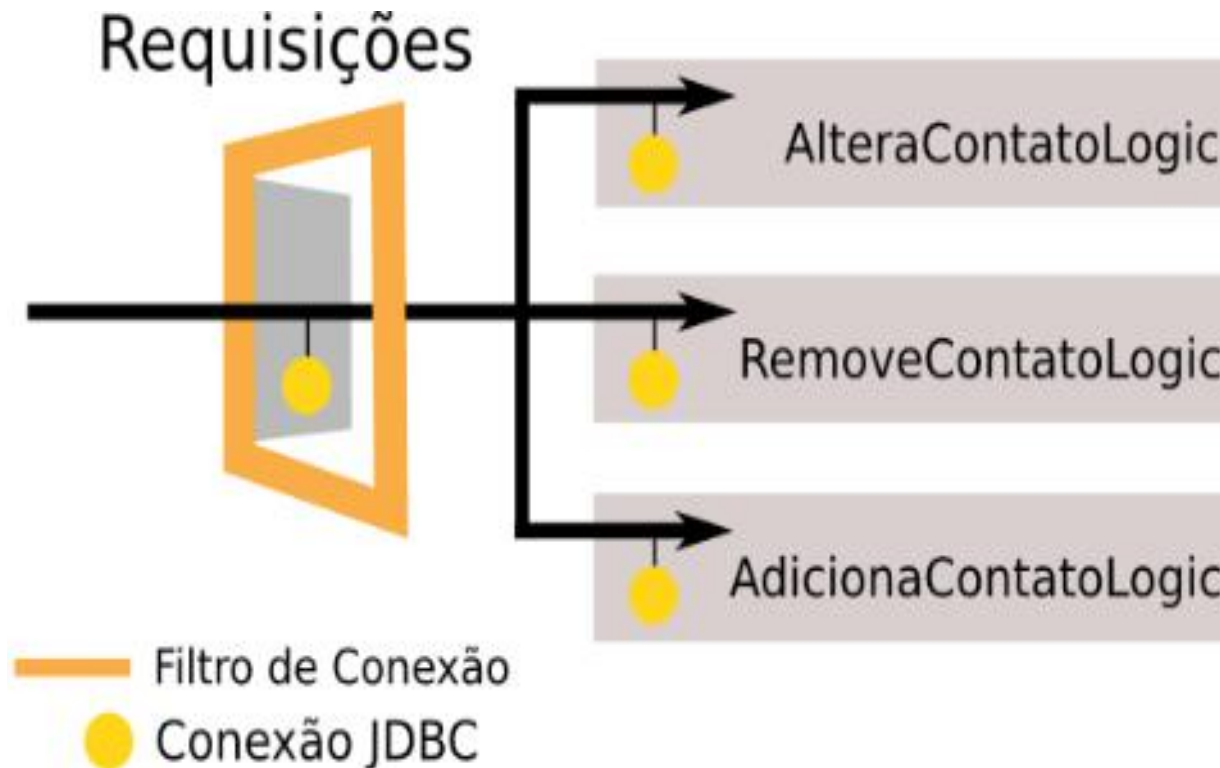 Requisições
AlteraContatoLogic
RemoveContatoLogic
AdicionaContatoLogic
Filtro de Conexão
Conexão JDBC